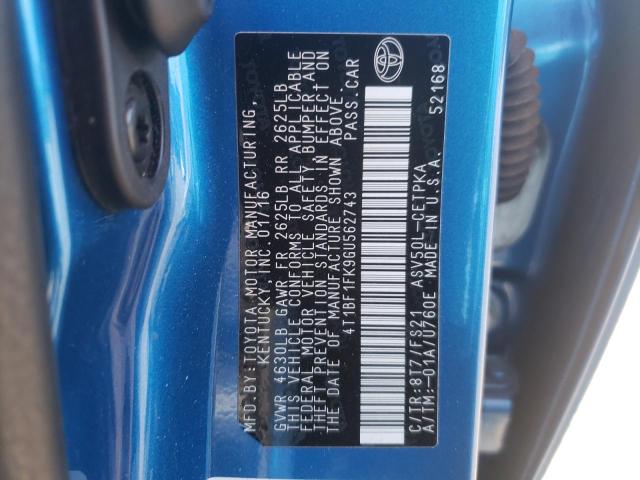 MFD.BY:TOYOTA MOTOR MANUFACTURING,
KENTUCKY,INC. 01/16
GVWR 4630LB GAWR FR 2625LB RR 2625LB
THIS VEHICLE CONFORMS TO ALL APPLICABLE
FEDERAL MOTOR VEHICLE SAFETY, BUMPER AND
THEFT PREVENTION STANDARDS IN EFFECT ON
THE DATE OF MANUFACTURE SHOWN ABOVE.
4T1BF1FK9GU562743 PASS.CAR
C/TR:8T7/FS21 ASV50L-CETPKA
A/TM:-01A/U760E MADE IN U.S.A. 52168